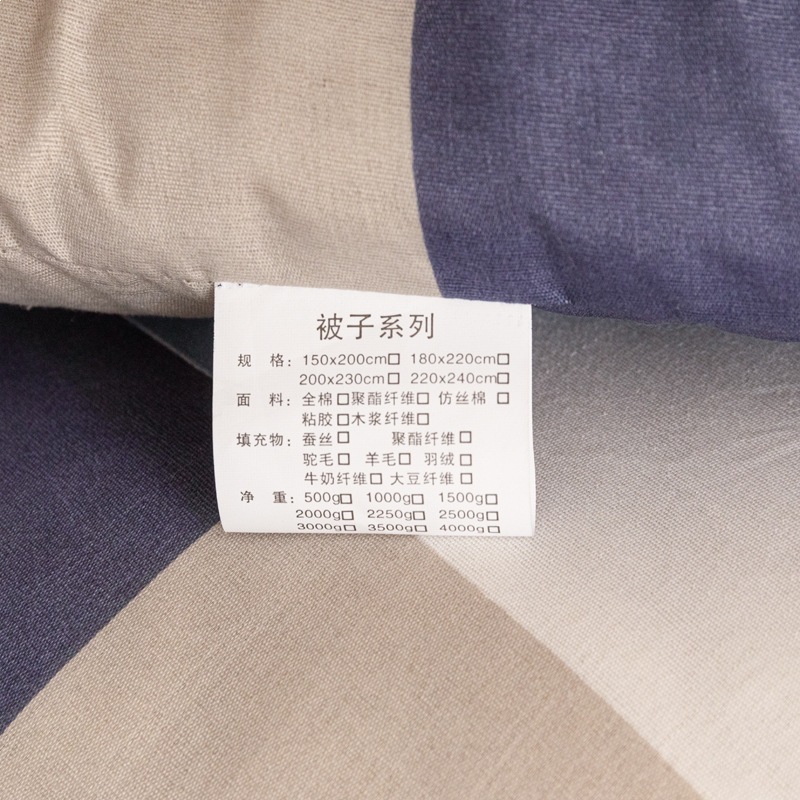 被子系列
规 格：150x200cm□ 180x220cm□
200x230cm□ 220x240cm□
面 料：全棉□聚酯纤维□ 仿丝棉 □
粘胶□木浆纤维□
填充物：蚕丝□ 聚酯纤维□
驼毛□ 羊毛□ 羽绒□
牛奶纤维□ 大豆纤维□
净 重：500g□ 1000g□ 1500g□
2000g□ 2250g□ 2500g□
3000g□ 3500g□ 4000g□